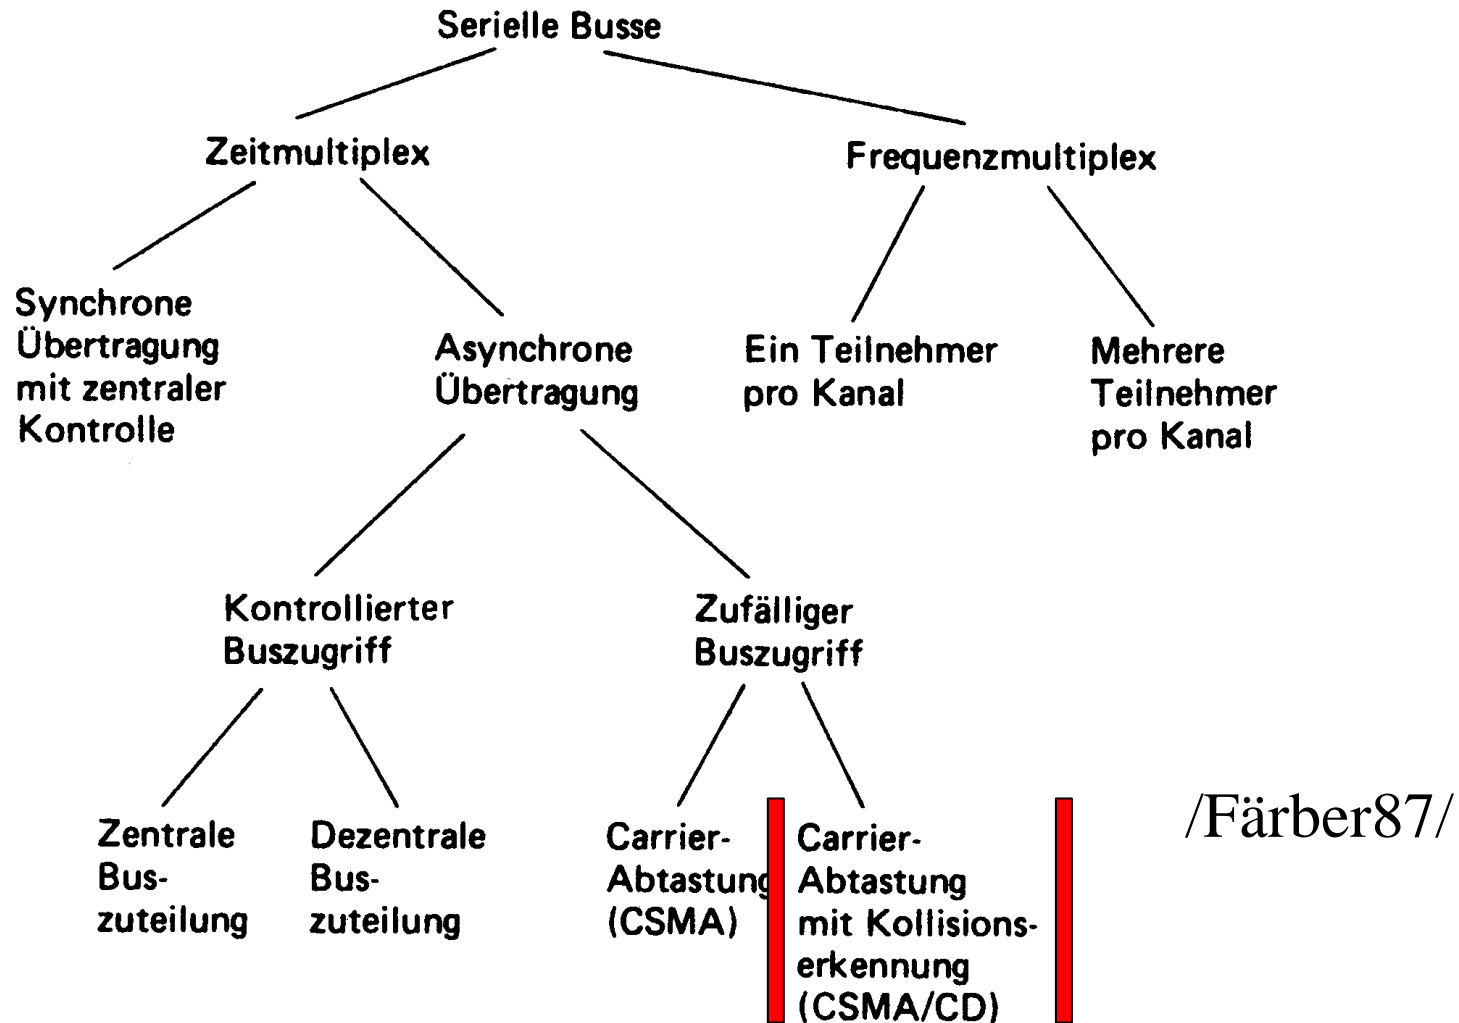 Serielle Busse
Zeitmultiplex
Frequenzmultiplex
Synchrone
Übertragung
mit zentraler
Kontrolle
Asynchrone
Übertragung
Ein Teilnehmer
pro Kanal
Mehrere
Teilnehmer
pro Kanal
Kontrollierter
Buszugriff
Zufälliger
Buszugriff
Zentrale
Bus-
zuteilung
Dezentrale
Bus-
zuteilung
Carrier-
Abtastung
(CSMA)
Carrier-
Abtastung
mit Kollisions-
erkennung
(CSMA/CD)
/Färber87/